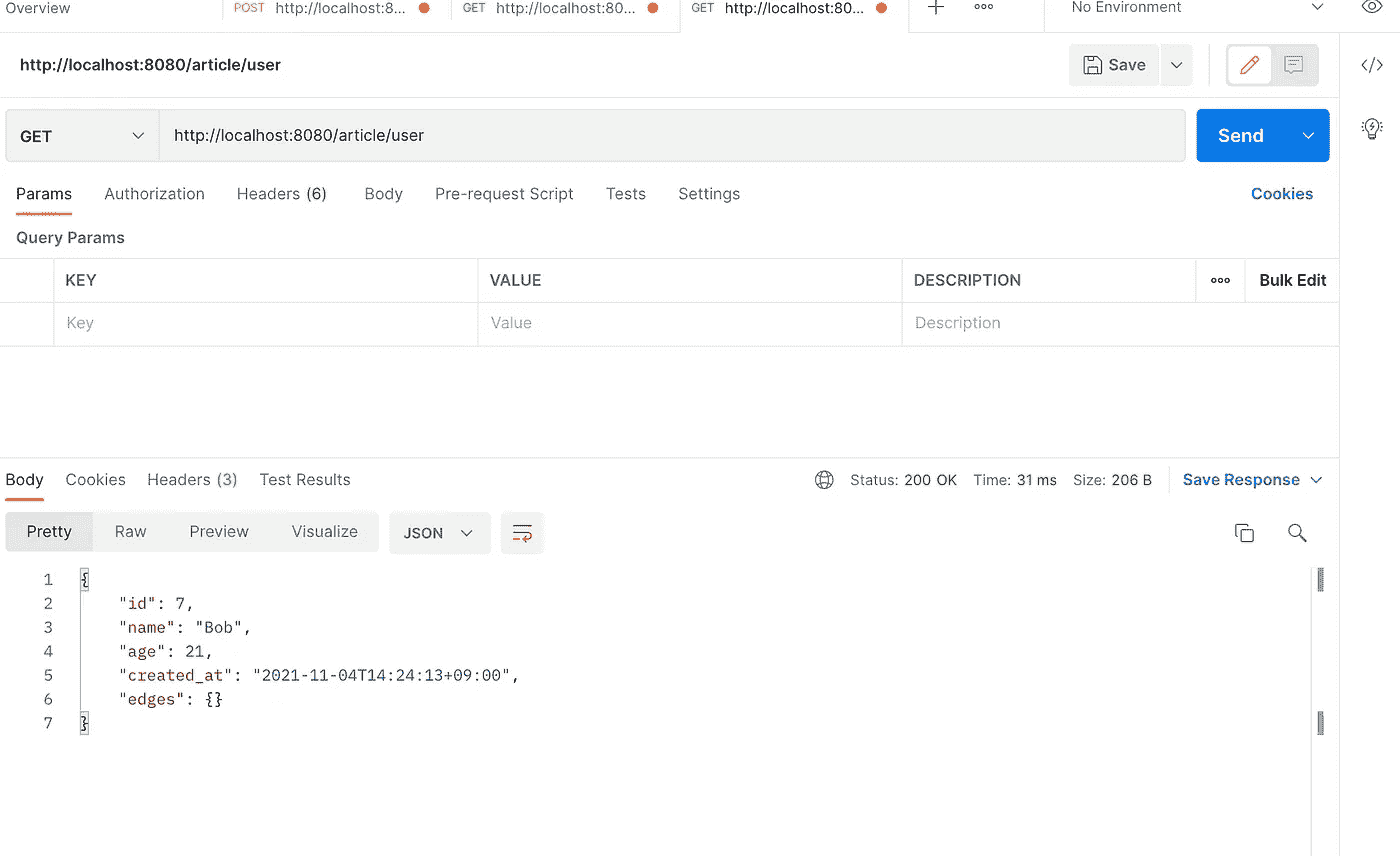 Overview POST http://localhost:8... GET http://localhost:80... GET http://localhost:80... No Environment
http://localhost:8080/article/user Save
GET http://localhost:8080/article/user Send
Params Authorization Headers (6) Body Pre-request Script Tests Settings Cookies
Query Params
KEY VALUE DESCRIPTION Bulk Edit
Key Value Description
Body Cookies Headers (3) Test Results Status: 200 OK Time: 31 ms Size: 206 B Save Response
Pretty Raw Preview Visualize JSON
1 {
2 "id": 7,
3 "name": "Bob",
4 "age": 21,
5 "created_at": "2021-11-04T14:24:13+09:00",
6 "edges": {}
7 }